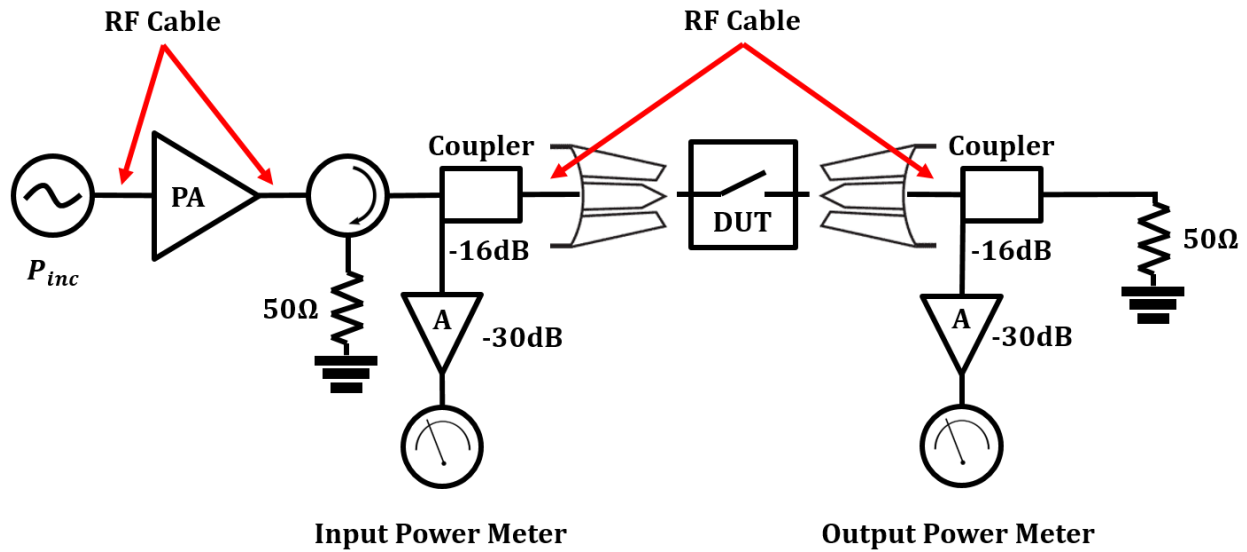 RF Cable
RF Cable
Coupler
Coupler
PA
DUT
P_inc
-16dB
-16dB
50Ω
50Ω
A
-30dB
A
-30dB
Input Power Meter
Output Power Meter